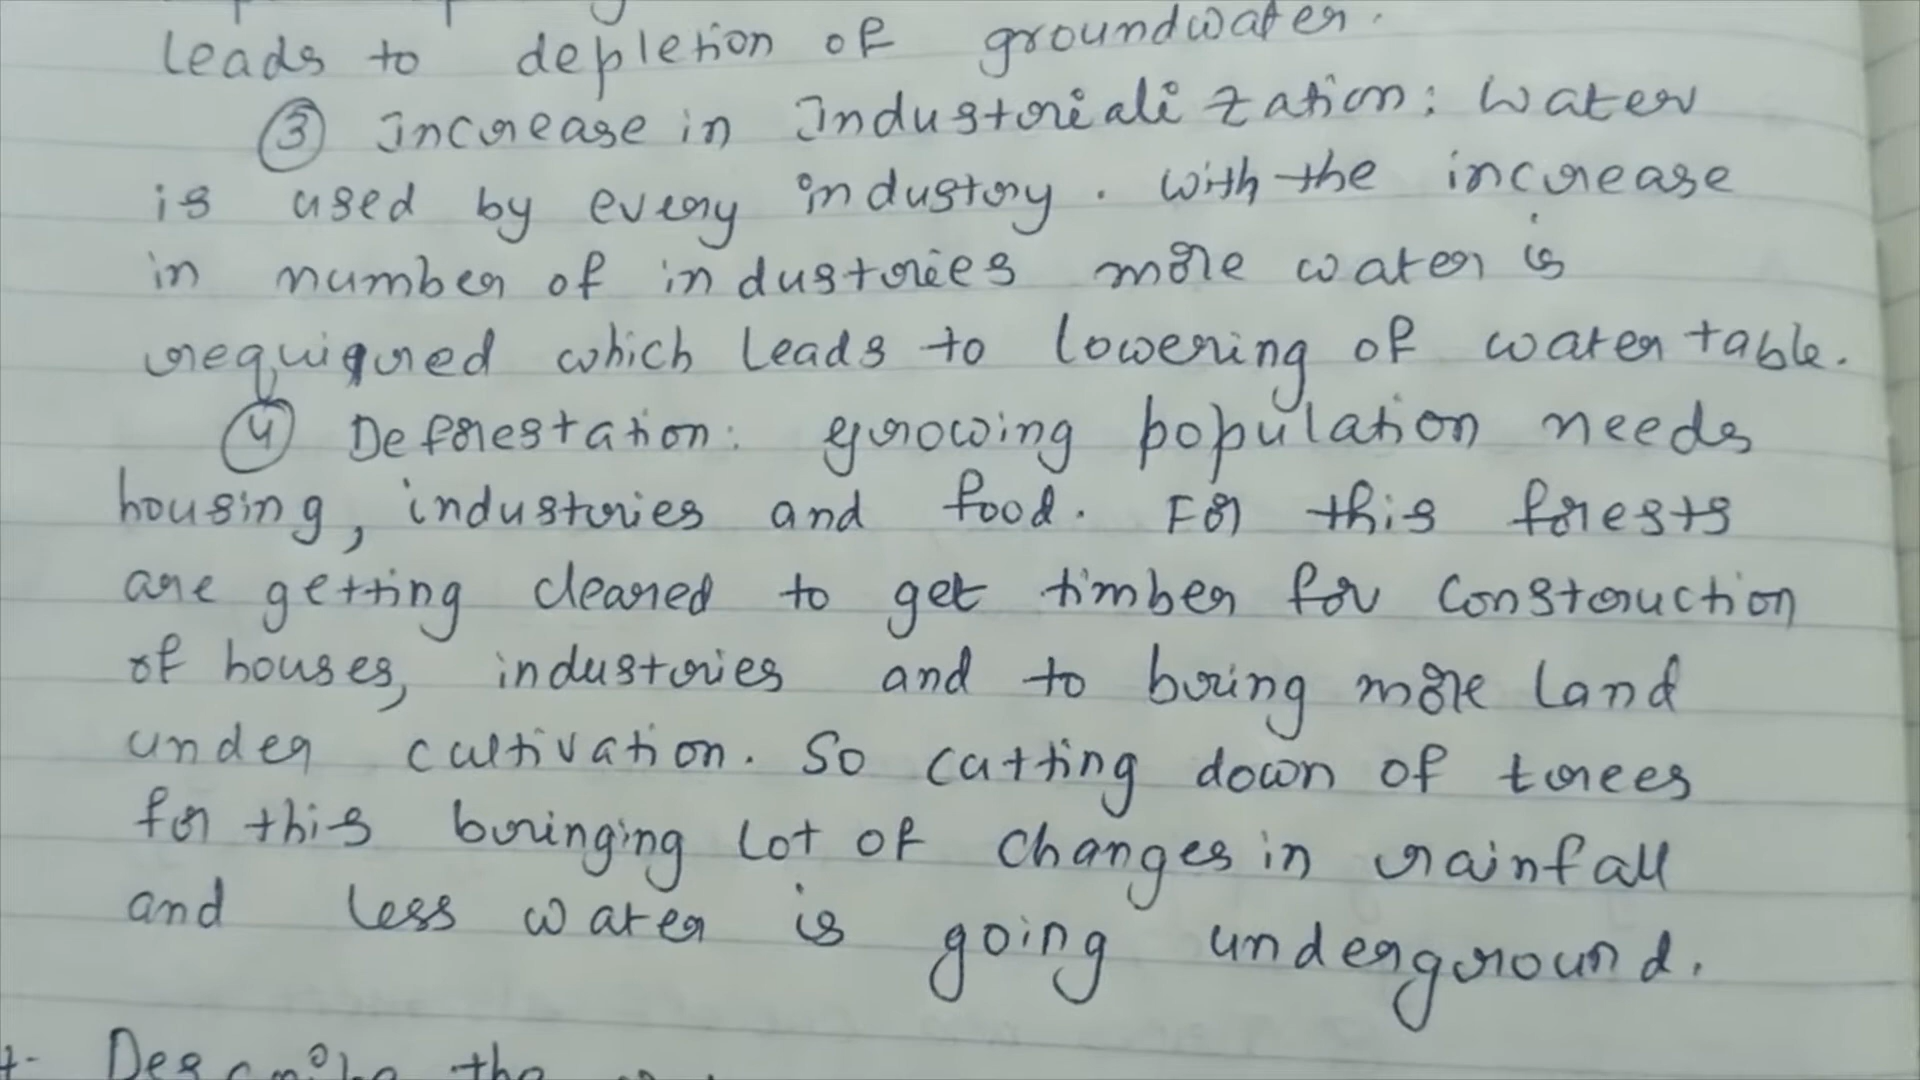 leads to depletion of groundwater.
③ Increase in Industrialization: Water
is used by every industry. With the increase
in number of industries more water is
required which leads to lowering of water table.
④ Deforestation: growing population needs
housing, industries and food. For this forests
are getting cleared to get timber for construction
of houses, industries and to bring more land
under cultivation. So cutting down of trees
for this bringing lot of changes in rainfall
and less water is going underground.
Describe the